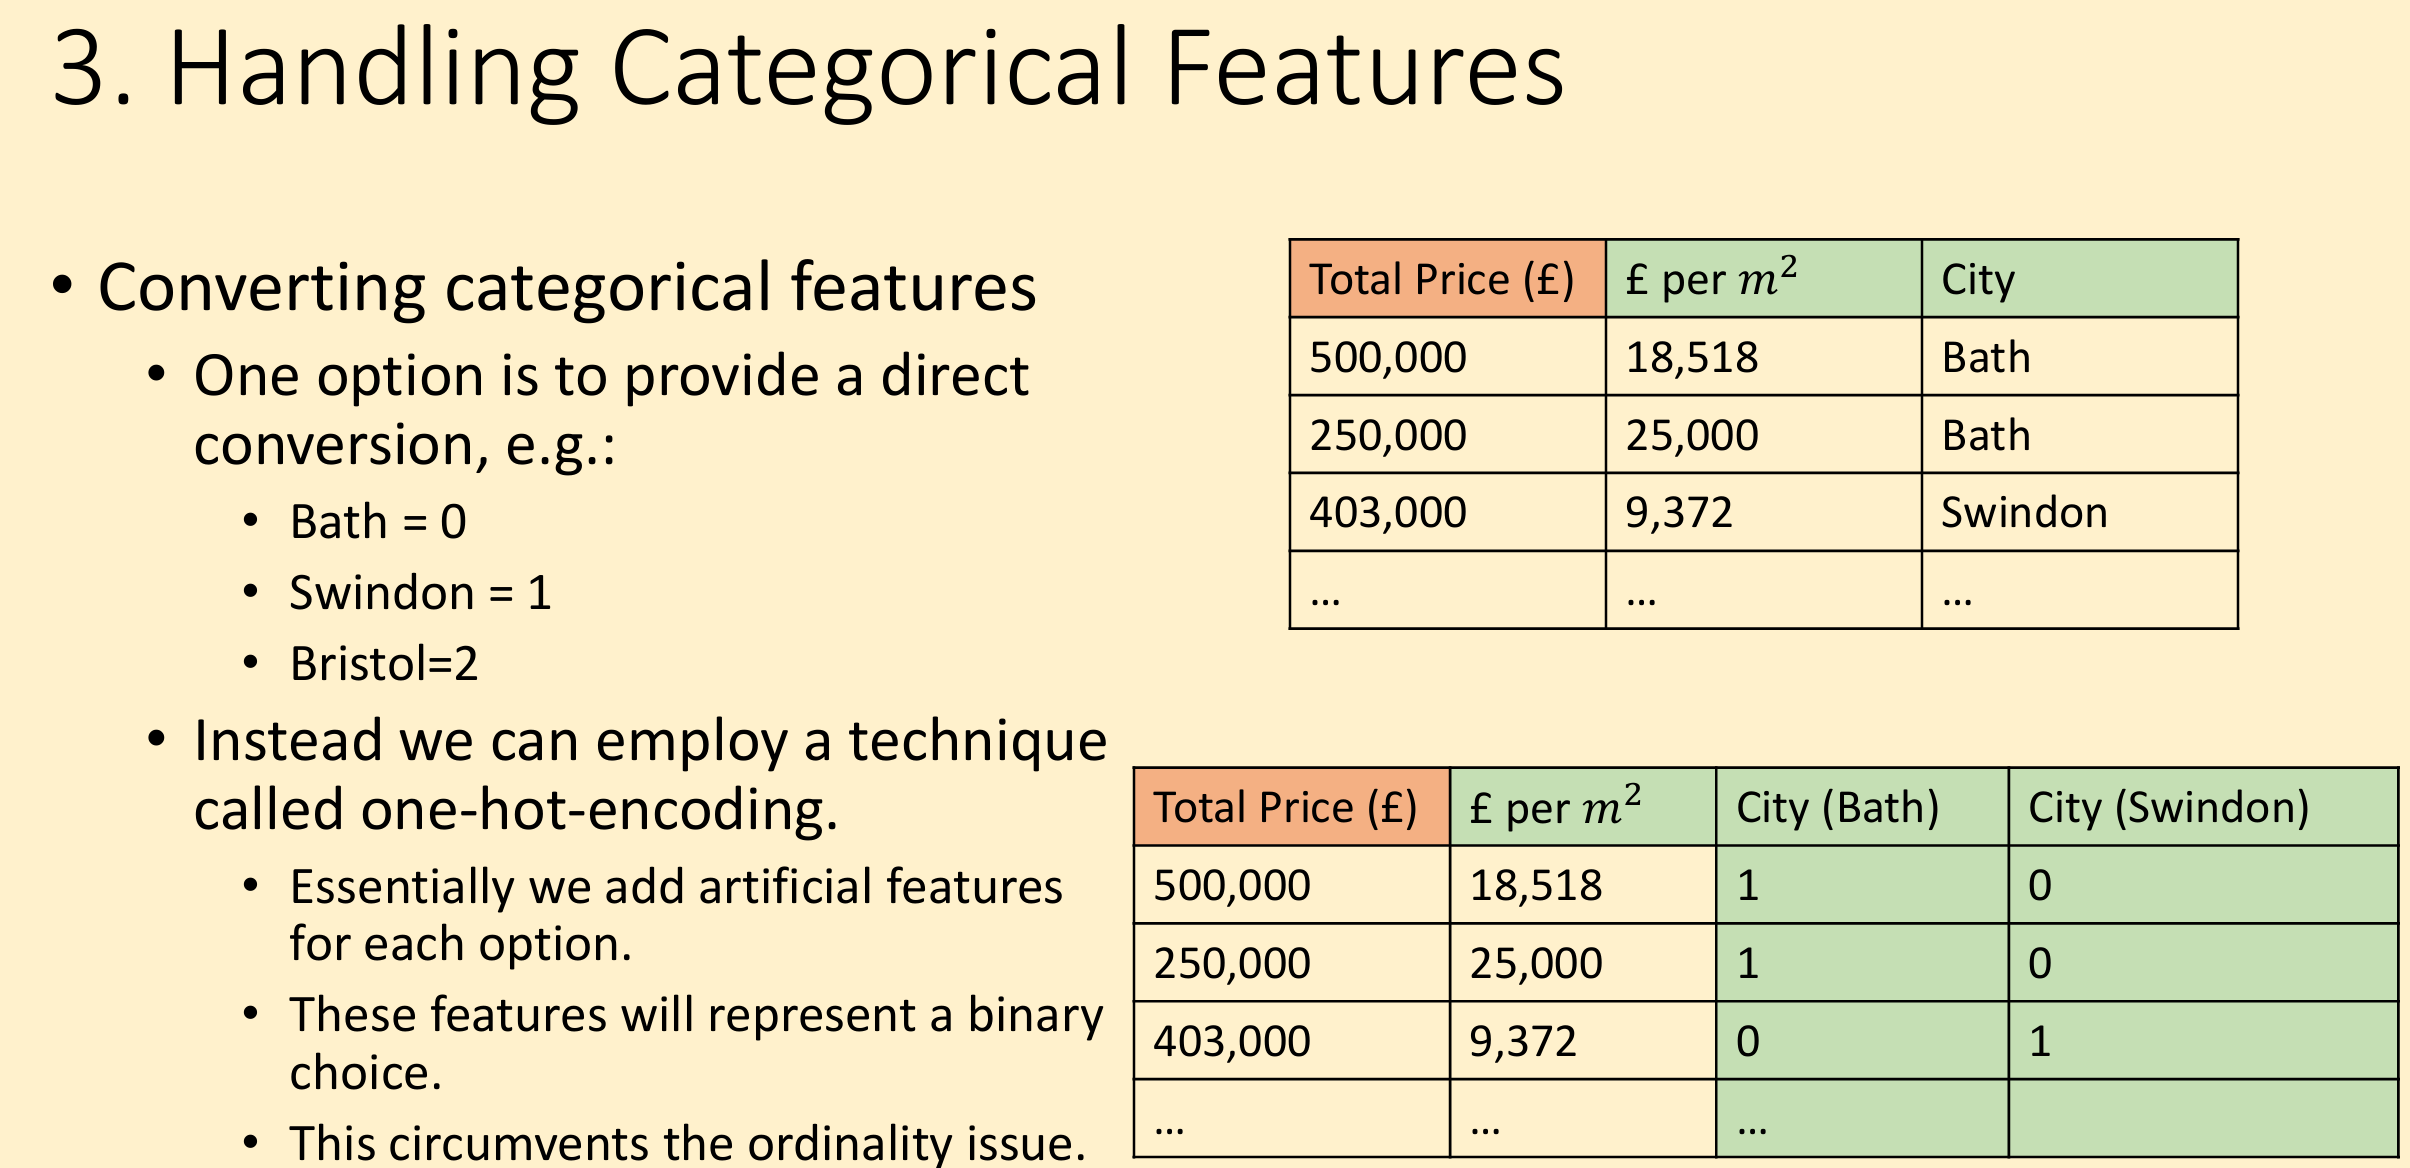 3. Handling Categorical Features
• Converting categorical features
• One option is to provide a direct
conversion, e.g.:
• Bath = 0
• Swindon = 1
• Bristol=2
• Instead we can employ a technique
called one-hot-encoding.
• Essentially we add artificial features
for each option.
• These features will represent a binary
choice.
• This circumvents the ordinality issue.
Total Price (£) £ per m² City
500,000 18,518 Bath
250,000 25,000 Bath
403,000 9,372 Swindon
... ... ...
Total Price (£) £ per m² City (Bath) City (Swindon)
500,000 18,518 1 0
250,000 25,000 1 0
403,000 9,372 0 1
... ... ...